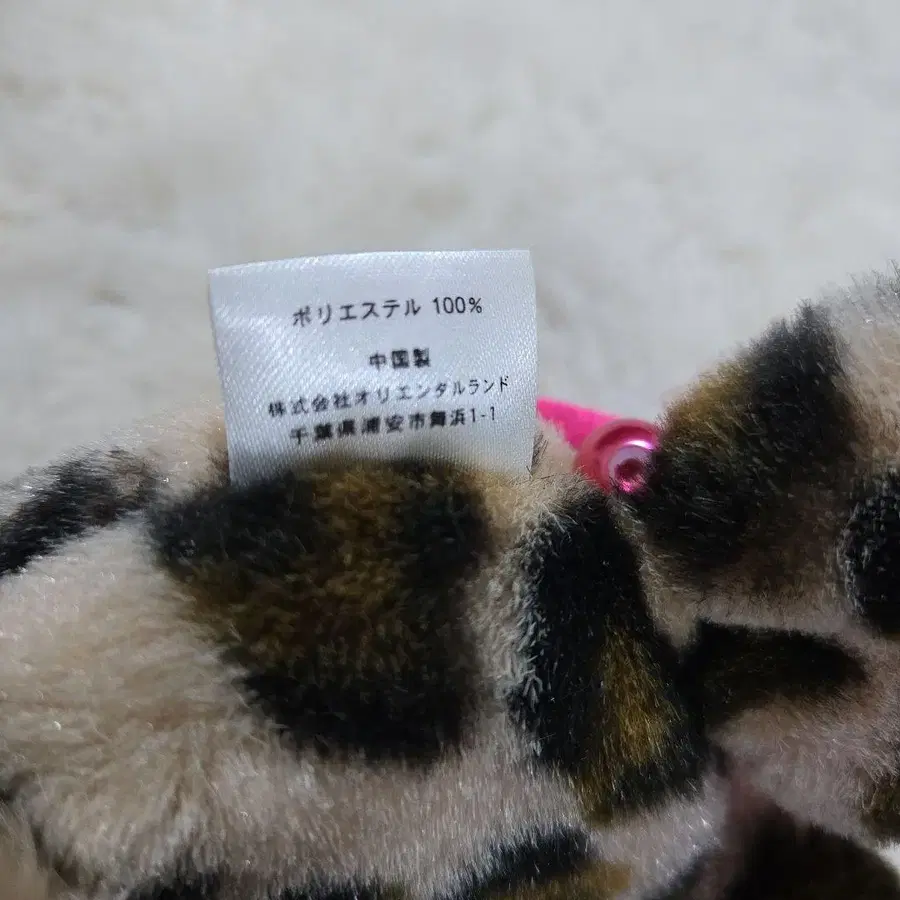 ポリエステル 100%
中国製
株式会社オリエンタルランド
千葉県浦安市舞浜1-1